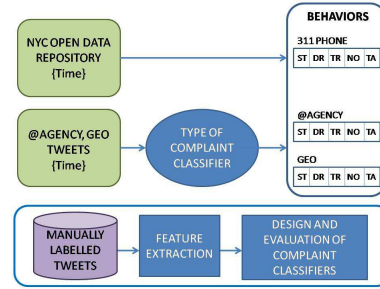 BEHAVIORS
NYC OPEN DATA
REPOSITORY
{Time}
311 PHONE
ST DR TR NO TA
@AGENCY, GEO
TWEETS
{Time}
TYPE OF
COMPLAINT
CLASSIFIER
@AGENCY
ST DR TR NO TA
GEO
ST DR TR NO TA
MANUALLY
LABELLED
TWEETS
FEATURE
EXTRACTION
DESIGN AND
EVALUATION OF
COMPLAINT
CLASSIFIERS